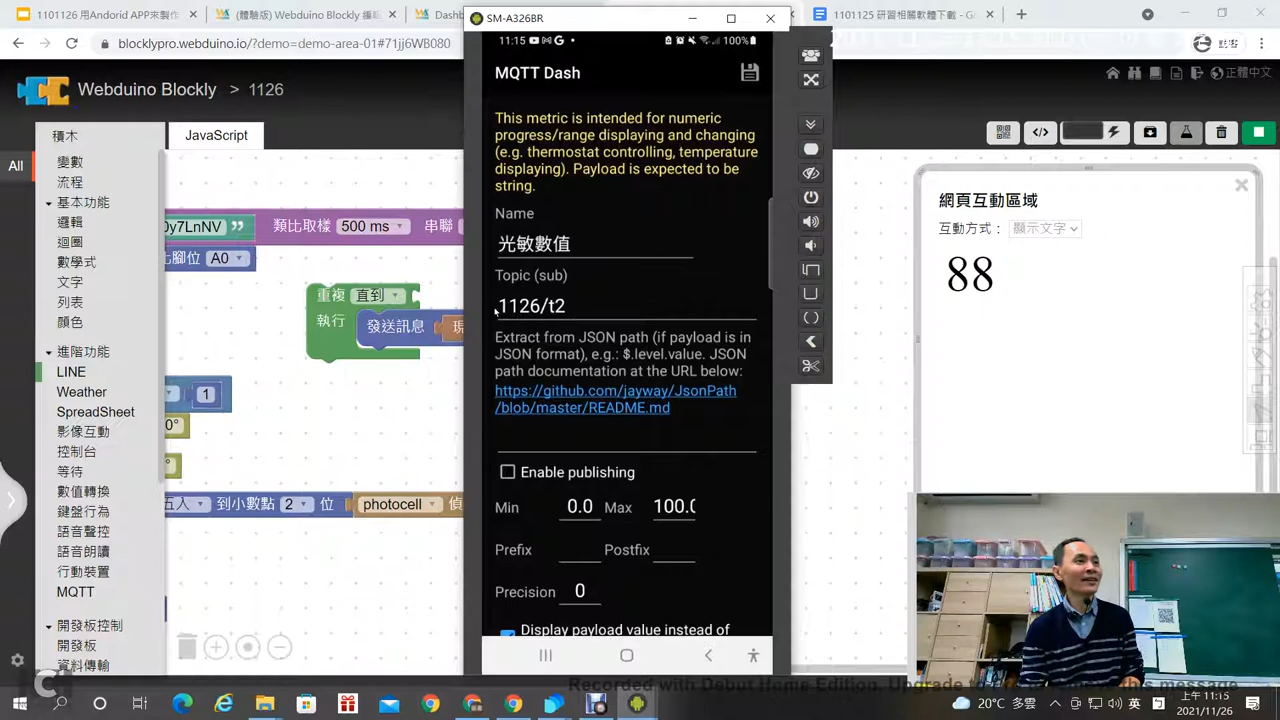 用Android APP來製作
(體驗版) Webduino Blockly 編
Dashb
1101125 研習相關軟體下載 - G
SM-A326BR
blocklypro.webduino.io/?demo=demo-area-01#71jj6WB080
11:15
100%
MQTT Dash
Webduino Blockly > 1126
正體中文
積木
JavaScript
All
變數
流程
基本功能
邏輯
迴圈
數學式
文字
列表
顏色
進階功能
LINE
Weather
SpreadSheet
影像互動
控制台
等待
數值轉換
鍵盤行為
語音聲控
語音朗讀
行動裝置
MQTT
開發板控制
開發板
資料傳輸
0y7LnNV ”
類比取樣 500 ms
串聯
腳位 A0
重複 直到
執行
發送訊息
現
1
0°
五入
到小數點 2 位
photocell
偵
This metric is intended for numeric
progress/range displaying and changing
(e.g. thermostat controlling, temperature
displaying). Payload is expected to be
string.
Name
光敏數值
Topic (sub)
1126/t2
Extract from JSON path (if payload is in
JSON format), e.g.: $.level.value. JSON
path documentation at the URL below:
https://github.com/jayway/JsonPath
/blob/master/README.md
Enable publishing
Min 0.0 Max 100.0
Prefix Postfix
Precision 0
Display payload value instead of
網頁互動區域
互動方式： 顯示文字
88
Recorded with Debut Home Edition. Upgrade to
this message
20°C 多雲
英
上午 11:15
2021/11/26